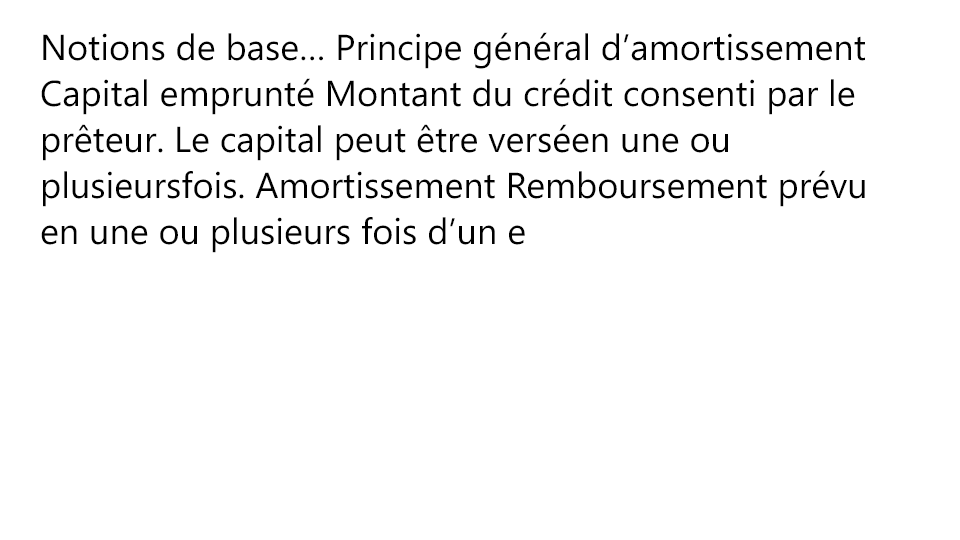 Notions de base… Principe général d’amortissement
Capital emprunté Montant du crédit consenti par le
prêteur. Le capital peut être verséen une ou
plusieursfois. Amortissement Remboursement prévu
en une ou plusieurs fois d’un e